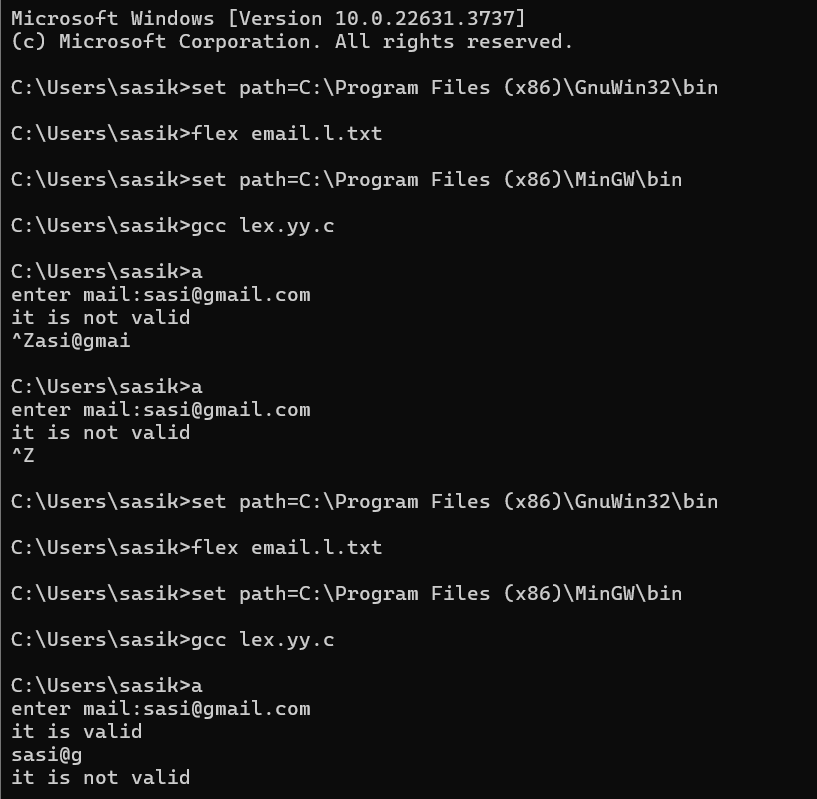 Microsoft Windows [Version 10.0.22631.3737]
(c) Microsoft Corporation. All rights reserved.
C:\Users\sasik>set path=C:\Program Files (x86)\GnuWin32\bin
C:\Users\sasik>flex email.l.txt
C:\Users\sasik>set path=C:\Program Files (x86)\MinGW\bin
C:\Users\sasik>gcc lex.yy.c
C:\Users\sasik>a
enter mail:sasi@gmail.com
it is not valid
^Zasi@gmai
C:\Users\sasik>a
enter mail:sasi@gmail.com
it is not valid
^Z
C:\Users\sasik>set path=C:\Program Files (x86)\GnuWin32\bin
C:\Users\sasik>flex email.l.txt
C:\Users\sasik>set path=C:\Program Files (x86)\MinGW\bin
C:\Users\sasik>gcc lex.yy.c
C:\Users\sasik>a
enter mail:sasi@gmail.com
it is valid
sasi@g
it is not valid